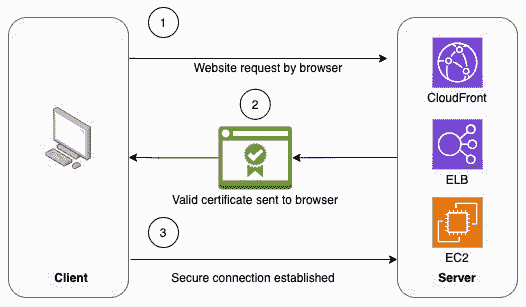 1
Website request by browser
CloudFront
2
ELB
Valid certificate sent to browser
3
EC2
Client
Secure connection established
Server